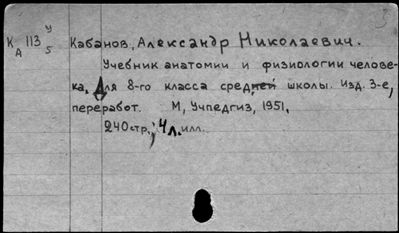 К 113 У
А 5
Кабанов, Александр Николаевич.
Учебник анатомии и физиологии челове-
ка. Для 8-го класса средней школы. Изд. 3-е,
переработ. М, Учпедгиз, 1951,
240 стр.; 4 л. илл.